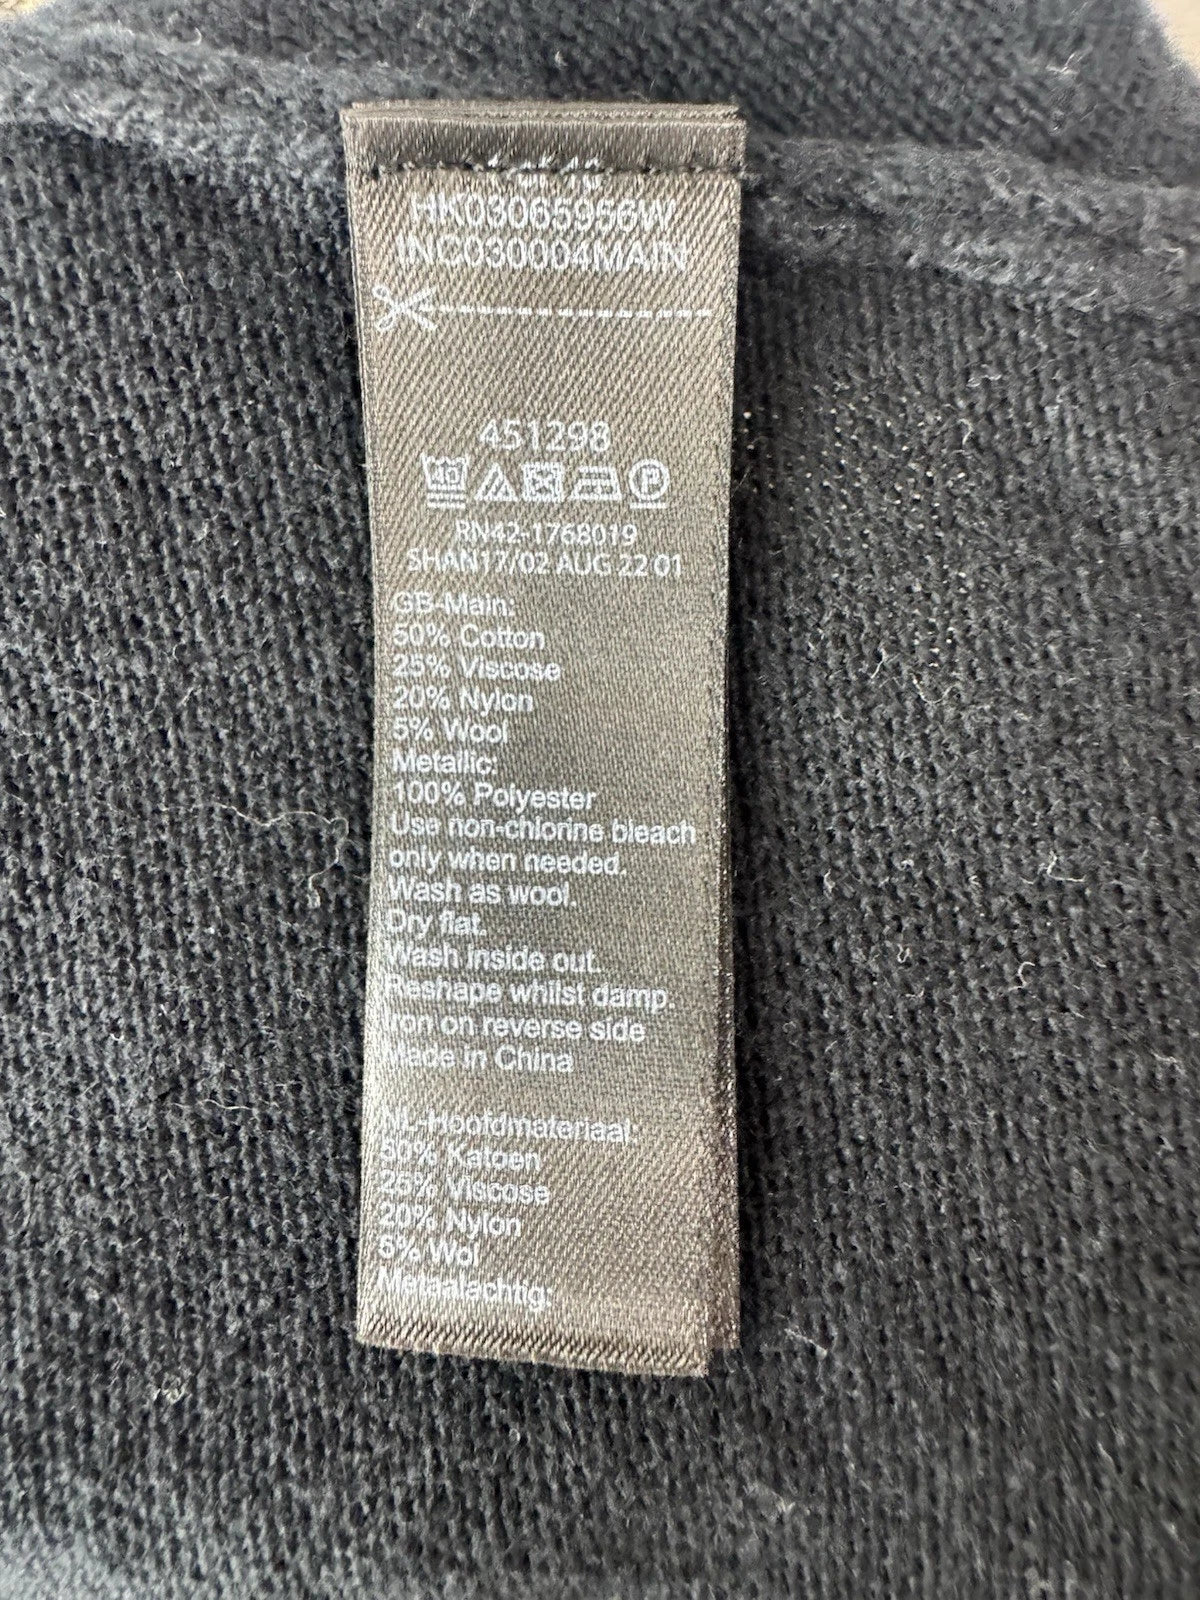 HK03065956W
INC030004MAIN
451298
40 P
RN42-1768019
SHAN17/02 AUG 22 01
GB-Main:
50% Cotton
25% Viscose
20% Nylon
5% Wool
Metallic:
100% Polyester
Use non-chlorine bleach
only when needed.
Wash as wool.
Dry flat.
Wash inside out.
Reshape whilst damp.
Iron on reverse side
Made in China
NL-Hoofdmateriaal:
50% Katoen
25% Viscose
20% Nylon
5% Wol
Metaalachtig: